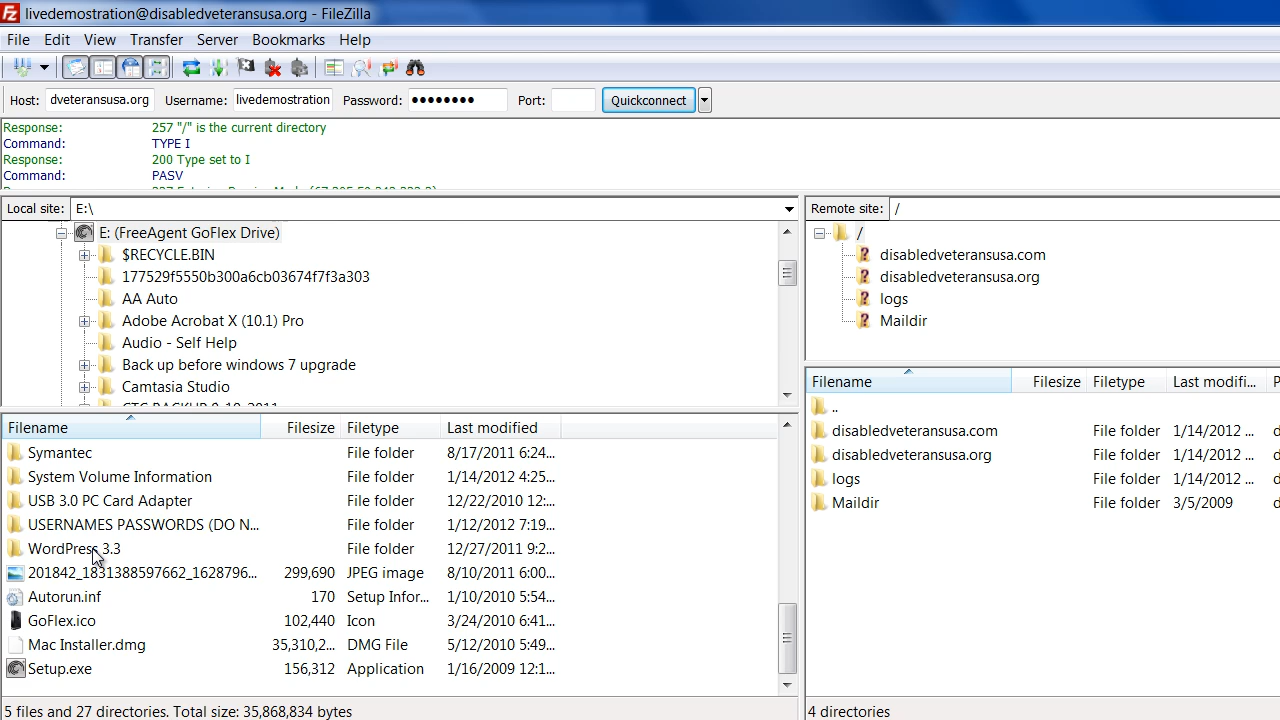 livedemostration@disabledveteransusa.org - FileZilla
File Edit View Transfer Server Bookmarks Help
Host: dveteransusa.org Username: livedemostration Password: ●●●●●●●● Port: Quickconnect
Response: 257 "/" is the current directory
Command: TYPE I
Response: 200 Type set to I
Command: PASV
Local site: E:\
E: (FreeAgent GoFlex Drive)
$RECYCLE.BIN
177529f5550b300a6cb03674f7f3a303
AA Auto
Adobe Acrobat X (10.1) Pro
Audio - Self Help
Back up before windows 7 upgrade
Camtasia Studio
Filename Filesize Filetype Last modified
Symantec File folder 8/17/2011 6:24...
System Volume Information File folder 1/14/2012 4:25...
USB 3.0 PC Card Adapter File folder 12/22/2010 12:...
USERNAMES PASSWORDS (DO N... File folder 1/12/2012 7:19...
WordPress 3.3 File folder 12/27/2011 9:2...
201842_1831388597662_1628796... 299,690 JPEG image 8/10/2011 6:00...
Autorun.inf 170 Setup Infor... 1/10/2010 5:54...
GoFlex.ico 102,440 Icon 3/24/2010 6:41...
Mac Installer.dmg 35,310,2... DMG File 5/12/2010 5:49...
Setup.exe 156,312 Application 1/16/2009 12:1...
5 files and 27 directories. Total size: 35,868,834 bytes
Remote site: /
/
disabledveteransusa.com
disabledveteransusa.org
logs
Maildir
Filename Filesize Filetype Last modifi... P
..
disabledveteransusa.com File folder 1/14/2012 ... d
disabledveteransusa.org File folder 1/14/2012 ... d
logs File folder 1/14/2012 ... d
Maildir File folder 3/5/2009 d
4 directories